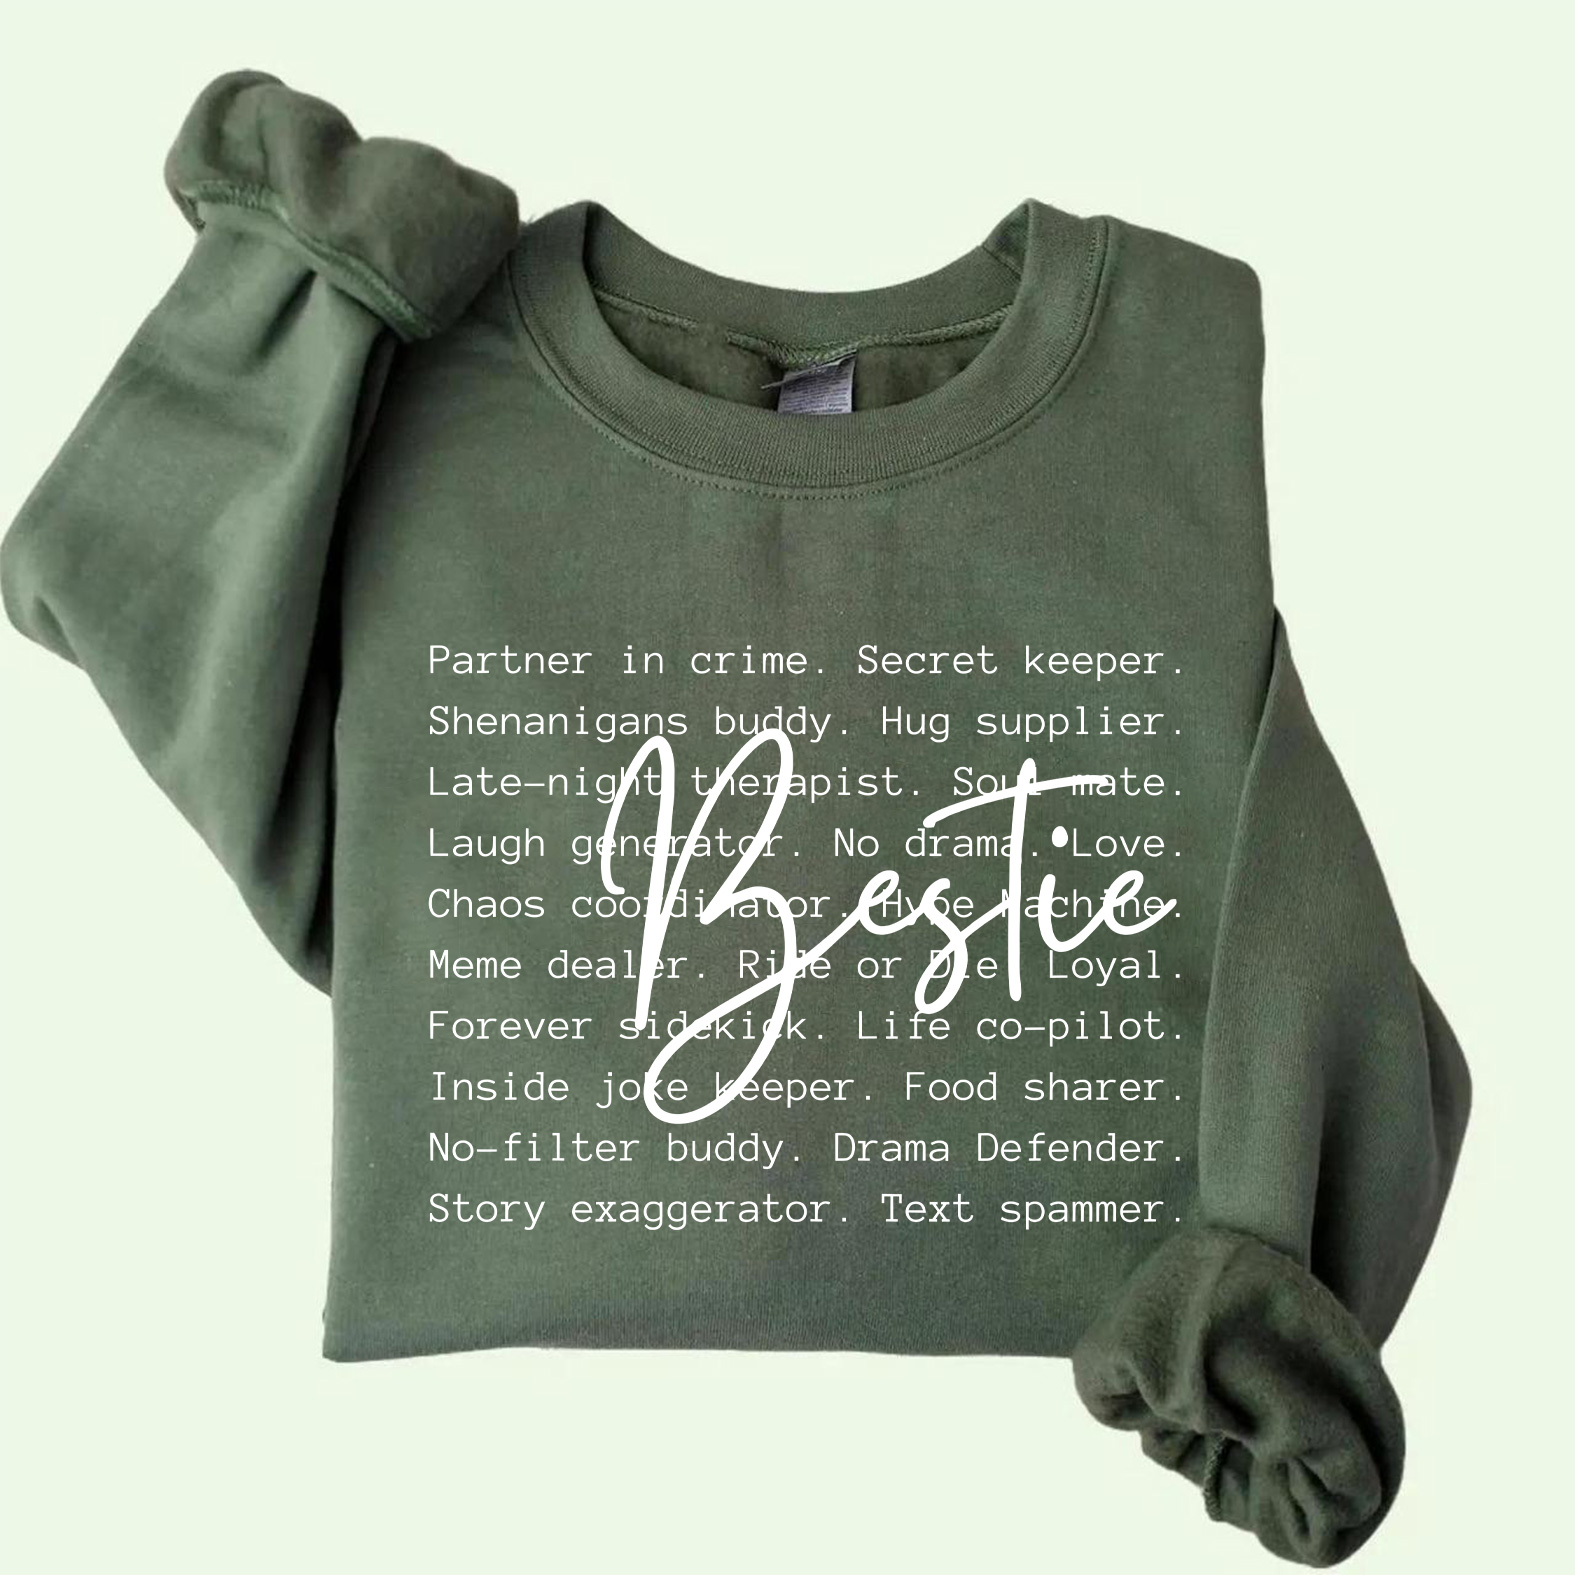 Partner in crime. Secret keeper.
Shenanigans buddy. Hug supplier.
Late-night therapist. Soul mate.
Laugh generator. No drama. Love.
Chaos coordinator. Hype Machine.
Meme dealer. Ride or Die. Loyal.
Forever sidekick. Life co-pilot.
Inside joke keeper. Food sharer.
No-filter buddy. Drama Defender.
Story exaggerator. Text spammer.
Bestie